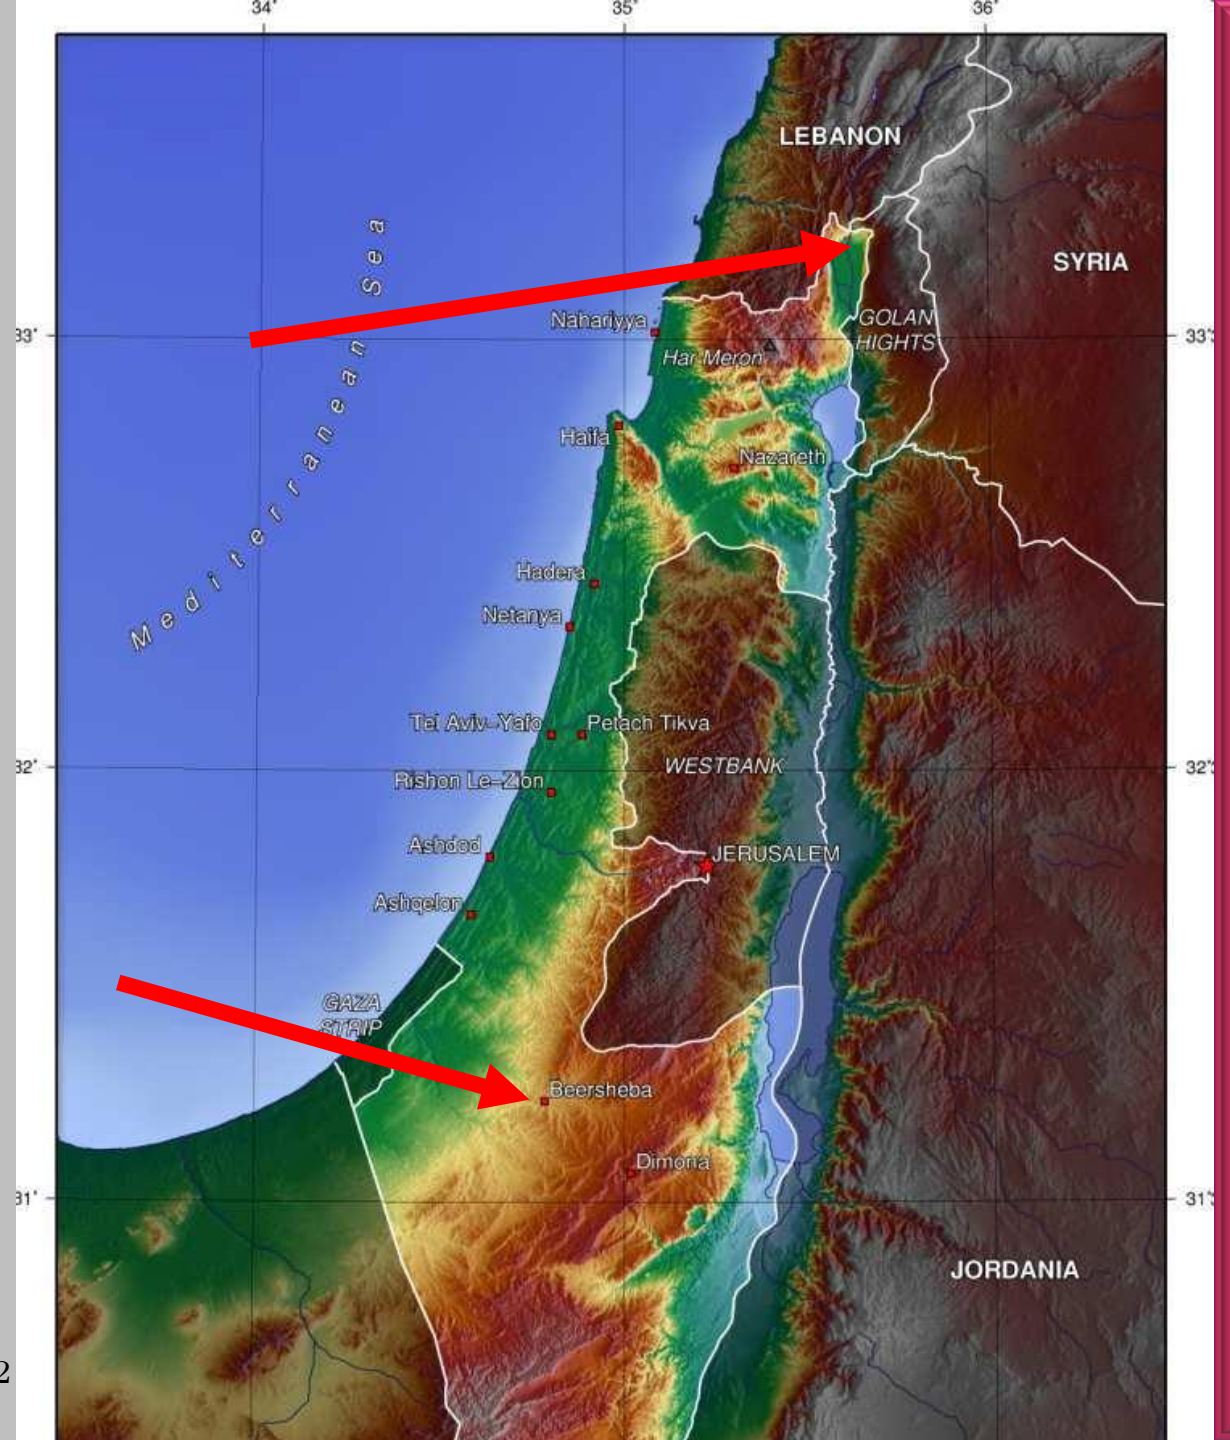 34°
35°
36°
LEBANON
SYRIA
Mediterranean Sea
33°
Nahariyya
GOLAN
HIGHTS
33°
Har Meron
Haifa
Nazareth
Hadera
Netanya
Tel Aviv-Yafo
Petach Tikva
32°
WESTBANK
32°
Rishon Le-Zion
Ashdod
JERUSALEM
Ashqelon
GAZA
STRIP
Beersheba
Dimona
31°
31°
JORDANIA
2